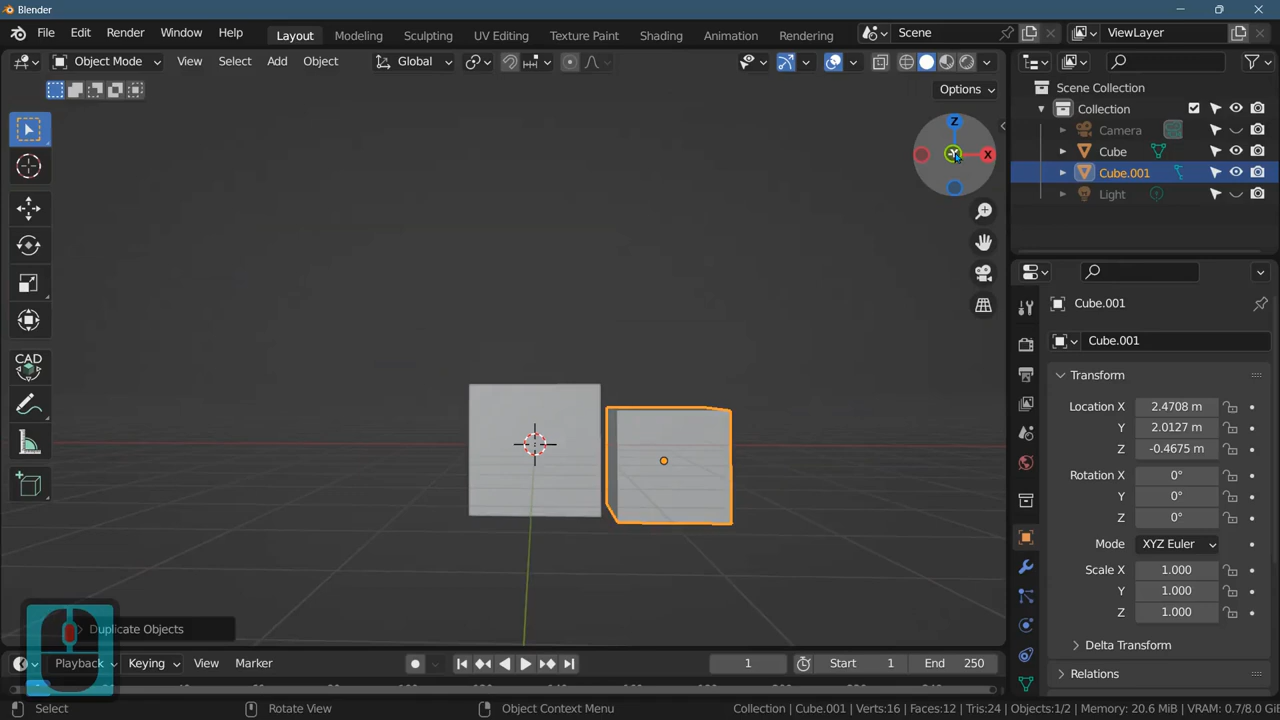 Blender
File Edit Render Window Help
Layout Modeling Sculpting UV Editing Texture Paint Shading Animation Rendering
Scene
ViewLayer
Object Mode
View Select Add Object
Global
Options
Z
Y
X
CAD
Scene Collection
Collection
Camera
Cube
Cube.001
Light
Cube.001
Cube.001
Transform
Location X 2.4708 m
Y 2.0127 m
Z -0.4675 m
Rotation X 0°
Y 0°
Z 0°
Mode XYZ Euler
Scale X 1.000
Y 1.000
Z 1.000
Delta Transform
Relations
Duplicate Objects
Playback Keying View Marker
1
Start 1
End 250
Select
Rotate View
Object Context Menu
Collection | Cube.001 | Verts:16 | Faces:12 | Tris:24 | Objects:1/2 | Memory: 20.6 MiB | VRAM: 0.7/8.0 Gi